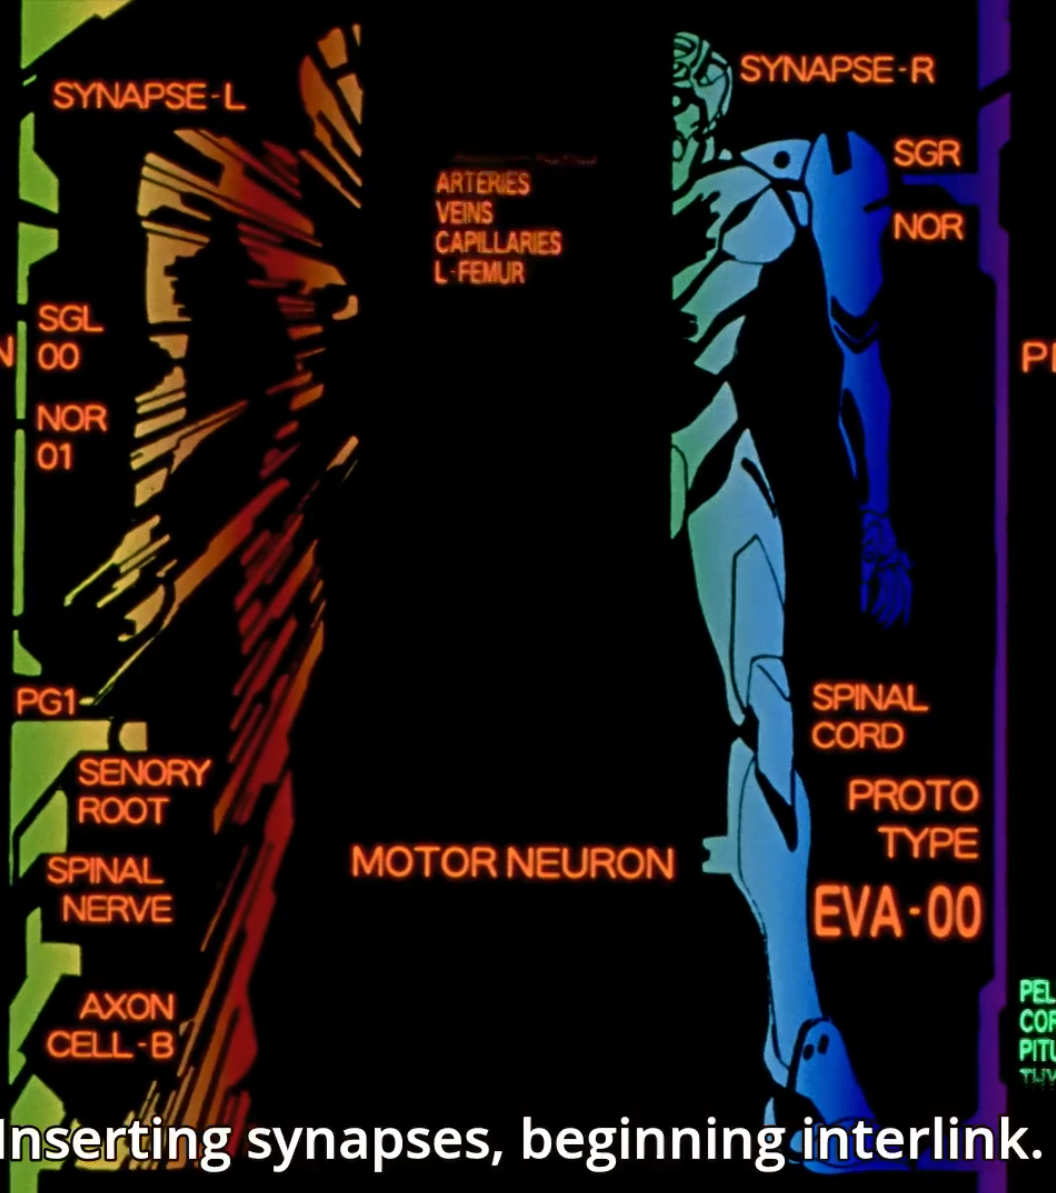 SYNAPSE-L
SYNAPSE-R
SGR
NOR
ARTERIES
VEINS
CAPILLARIES
L-FEMUR
SGL
00
NOR
01
PG1
SENORY
ROOT
SPINAL
NERVE
AXON
CELL-B
MOTOR NEURON
SPINAL
CORD
PROTO
TYPE
EVA-00
Inserting synapses, beginning interlink.